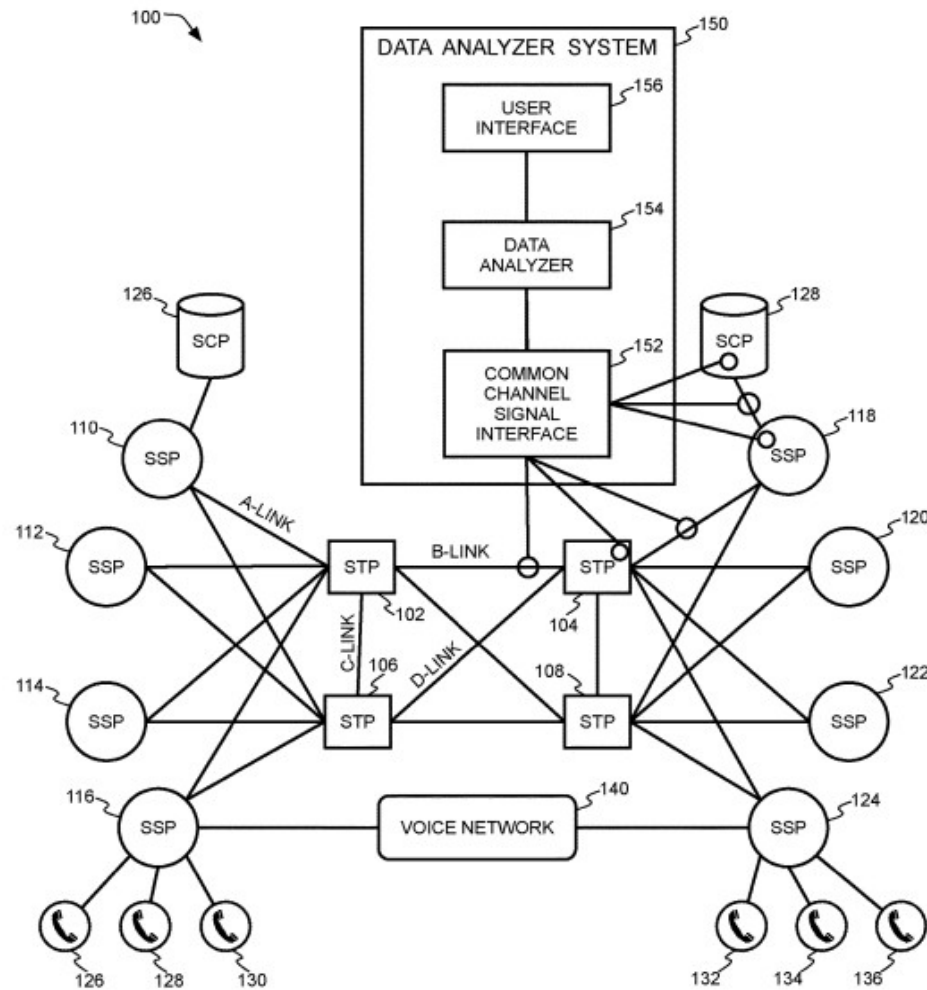 100
150
DATA ANALYZER SYSTEM
156
USER
INTERFACE
154
DATA
ANALYZER
126
SCP
128
SCP
152
COMMON
CHANNEL
SIGNAL
INTERFACE
110
SSP
118
SSP
A-LINK
112
SSP
B-LINK
STP
102
STP
104
120
SSP
C-LINK
D-LINK
106
STP
108
STP
114
SSP
122
SSP
116
SSP
140
VOICE NETWORK
124
SSP
126
128
130
132
134
136